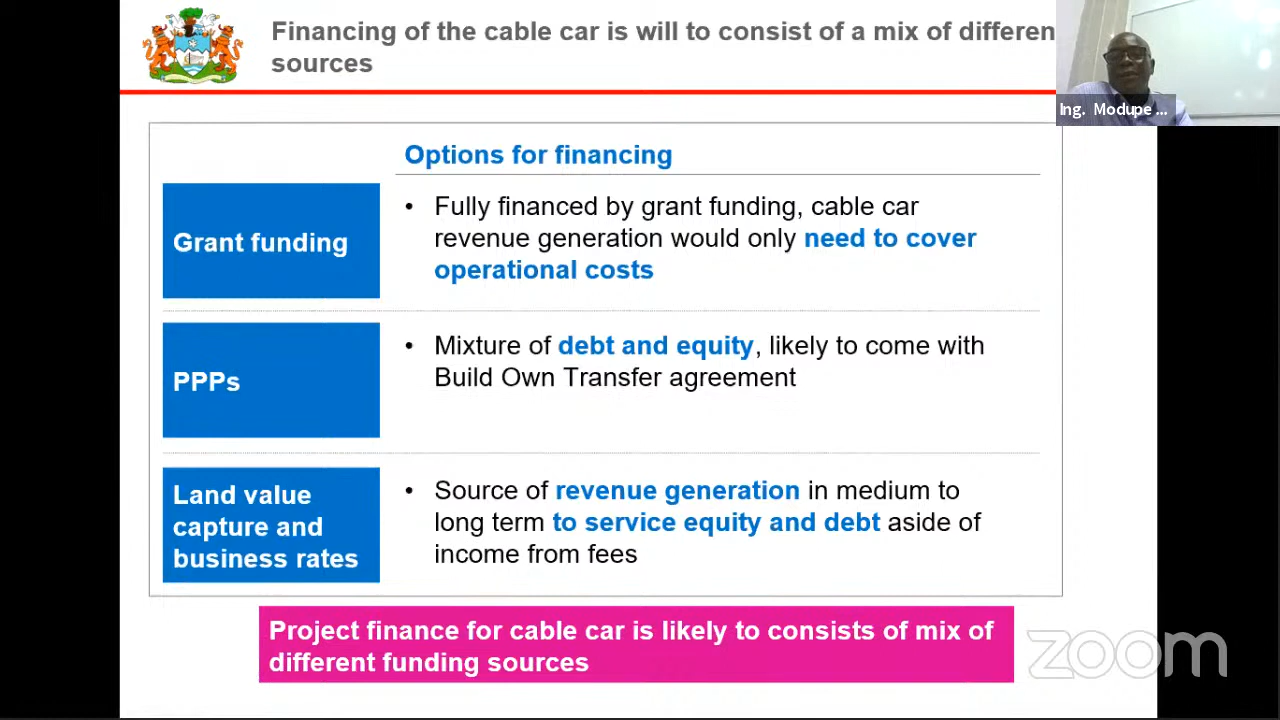 Financing of the cable car is will to consist of a mix of differen
sources
Ing. Modupe ...
Options for financing
Grant funding
• Fully financed by grant funding, cable car
revenue generation would only need to cover
operational costs
PPPs
• Mixture of debt and equity, likely to come with
Build Own Transfer agreement
Land value
capture and
business rates
• Source of revenue generation in medium to
long term to service equity and debt aside of
income from fees
Project finance for cable car is likely to consists of mix of
different funding sources
zoom